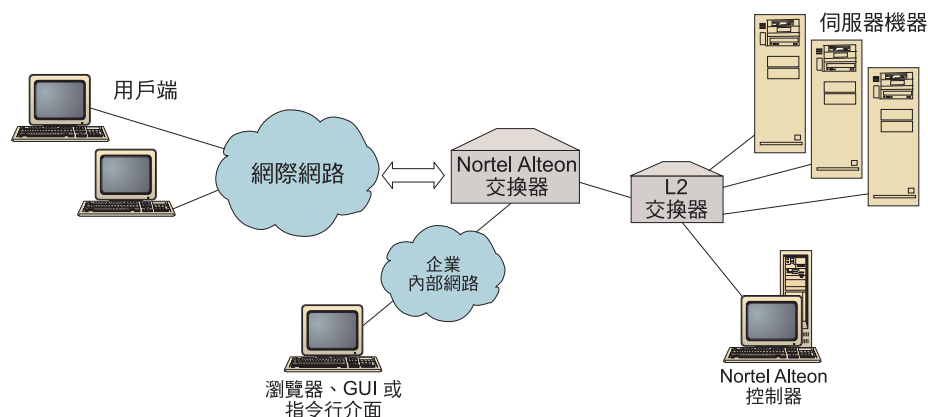 伺服器機器
用戶端
網際網路
Nortel Alteon
交換器
L2
交換器
企業
內部網路
瀏覽器、GUI 或
指令行介面
Nortel Alteon
控制器